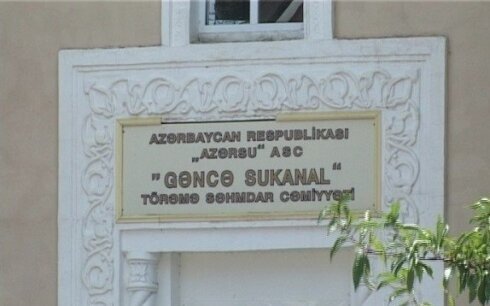 AZƏRBAYCAN RESPUBLİKASI
„AZƏRSU" ASC
"GƏNCƏ SUKANAL"
TÖRƏMƏ SƏHMDAR CƏMİYYƏTİ